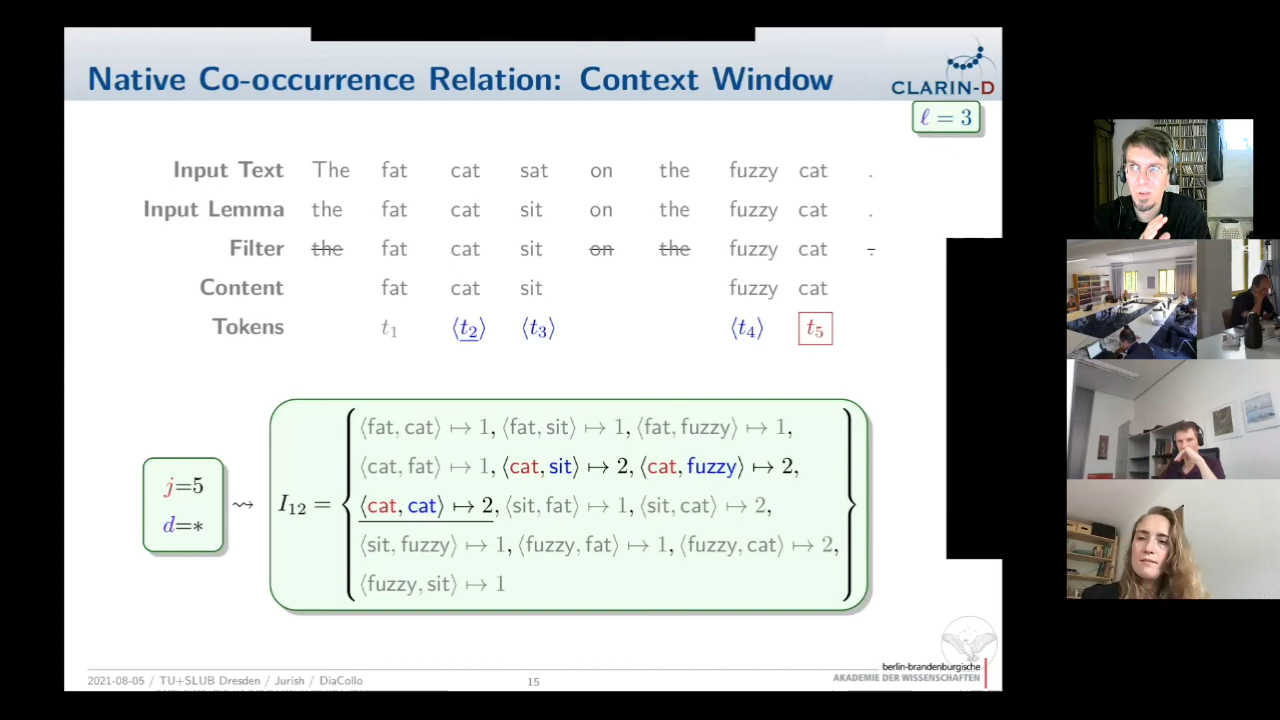 Native Co-occurrence Relation: Context Window
CLARIN-D
ℓ = 3
Input Text The fat cat sat on the fuzzy cat .
Input Lemma the fat cat sit on the fuzzy cat .
Filter the fat cat sit on the fuzzy cat .
Content fat cat sit fuzzy cat
Tokens t₁ ⟨t₂⟩ ⟨t₃⟩ ⟨t₄⟩ t₅
⟨fat, cat⟩ ↦ 1, ⟨fat, sit⟩ ↦ 1, ⟨fat, fuzzy⟩ ↦ 1,
⟨cat, fat⟩ ↦ 1, ⟨cat, sit⟩ ↦ 2, ⟨cat, fuzzy⟩ ↦ 2,
j=5
d=∗
⇝ I₁₂ = { ⟨cat, cat⟩ ↦ 2, ⟨sit, fat⟩ ↦ 1, ⟨sit, cat⟩ ↦ 2, }
⟨sit, fuzzy⟩ ↦ 1, ⟨fuzzy, fat⟩ ↦ 1, ⟨fuzzy, cat⟩ ↦ 2,
⟨fuzzy, sit⟩ ↦ 1
berlin-brandenburgische
AKADEMIE DER WISSENSCHAFTEN
2021-08-05 / TU+SLUB Dresden / Jurish / DiaCollo
15